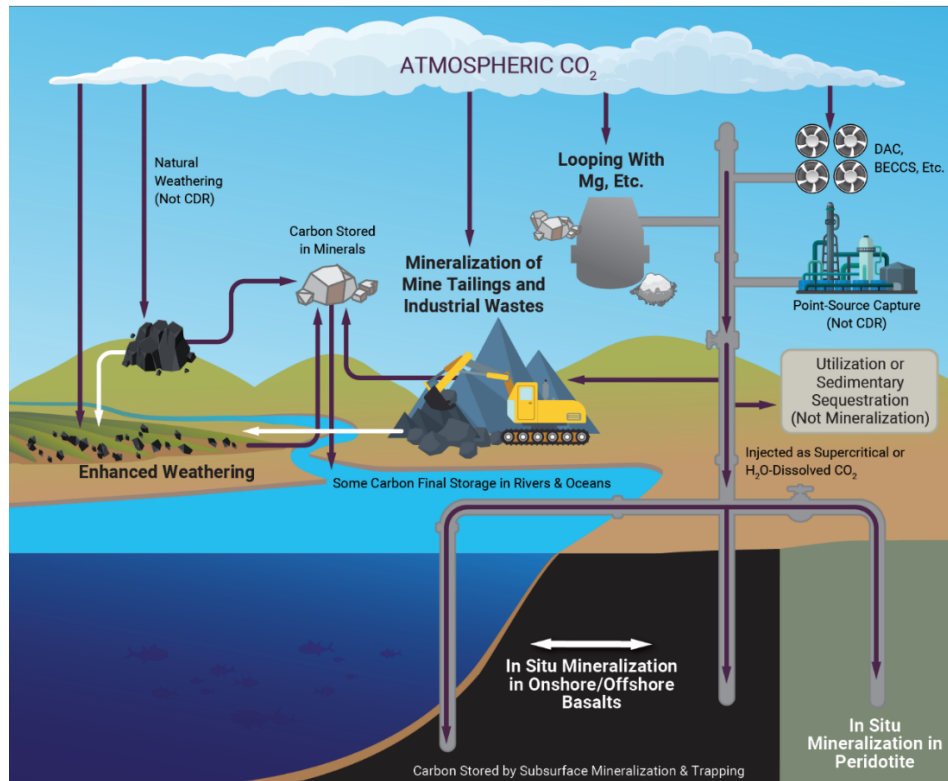 ATMOSPHERIC CO₂
Natural
Weathering
(Not CDR)
Carbon Stored
in Minerals
Mineralization of
Mine Tailings and
Industrial Wastes
Looping With
Mg, Etc.
DAC,
BECCS, Etc.
Point-Source Capture
(Not CDR)
Utilization or
Sedimentary
Sequestration
(Not Mineralization)
Enhanced Weathering
Some Carbon Final Storage in Rivers & Oceans
Injected as Supercritical or
H₂O-Dissolved CO₂
In Situ Mineralization
in Onshore/Offshore
Basalts
In Situ
Mineralization in
Peridotite
Carbon Stored by Subsurface Mineralization & Trapping